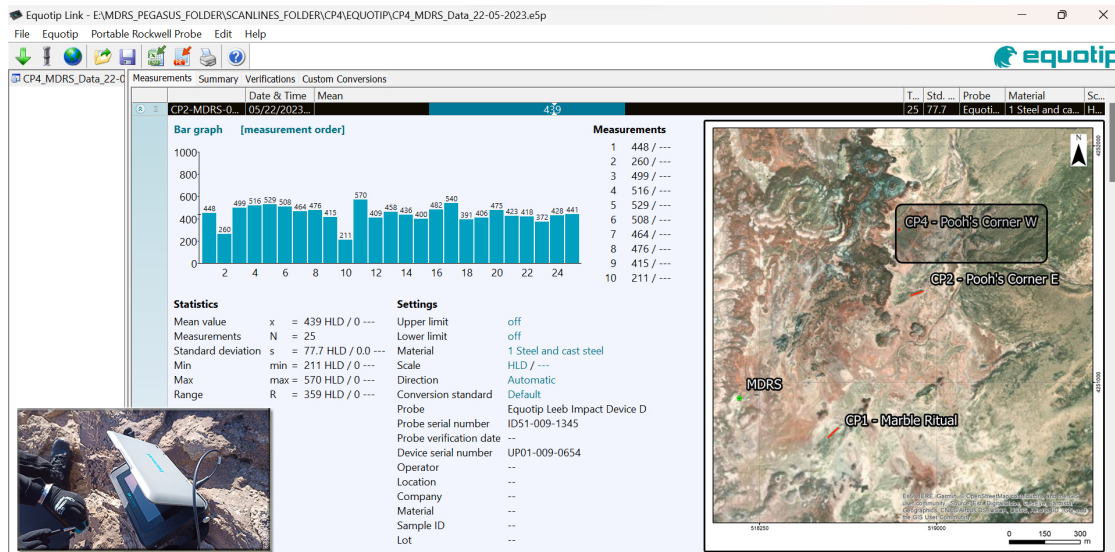 Equotip Link - E:\MDRS_PEGASUS_FOLDER\SCANLINES_FOLDER\CP4\EQUOTIP\CP4_MDRS_Data_22-05-2023.e5p
File Equotip Portable Rockwell Probe Edit Help
equotip
CP4_MDRS_Data_22-0
Measurements Summary Verifications Custom Conversions
Date & Time Mean T... Std. ... Probe Material Sc...
CP2-MDRS-0... 05/22/2023... 439 25 77.7 Equoti... 1 Steel and ca... H...
Bar graph [measurement order]
1000
800
600
400
200
0
448 260 499 516 529 508 464 476 415 211 570 409 458 436 400 482 540 391 406 475 423 418 372 428 441
2 4 6 8 10 12 14 16 18 20 22 24
Measurements
1 448 / ---
2 260 / ---
3 499 / ---
4 516 / ---
5 529 / ---
6 508 / ---
7 464 / ---
8 476 / ---
9 415 / ---
10 211 / ---
Statistics
Mean value x = 439 HLD / 0 ---
Measurements N = 25
Standard deviation s = 77.7 HLD / 0.0 ---
Min min = 211 HLD / 0 ---
Max max = 570 HLD / 0 ---
Range R = 359 HLD / 0 ---
Settings
Upper limit off
Lower limit off
Material 1 Steel and cast steel
Scale HLD / ---
Direction Automatic
Conversion standard Default
Probe Equotip Leeb Impact Device D
Probe serial number ID51-009-1345
Probe verification date --
Device serial number UP01-009-0654
Operator --
Location --
Company --
Material --
Sample ID --
Lot --
N
4252000
CP4 - Pooh's Corner W
CP2 - Pooh's Corner E
4251000
MDRS
CP1 - Marble Ritual
the GIS User Community
518250 519000
0 150 300
m